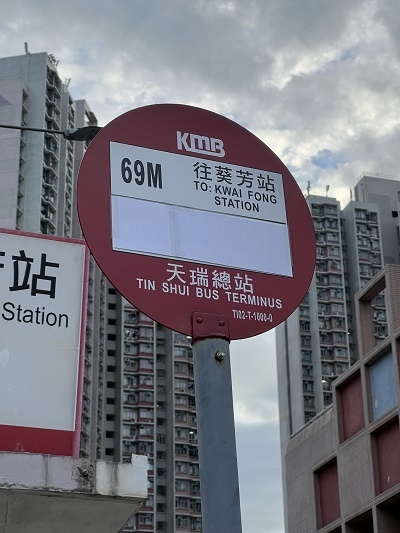 KMB
69M
往葵芳站
TO: KWAI FONG
STATION
天瑞總站
TIN SHUI BUS TERMINUS
TI02-T-1000-0
芳站
Station